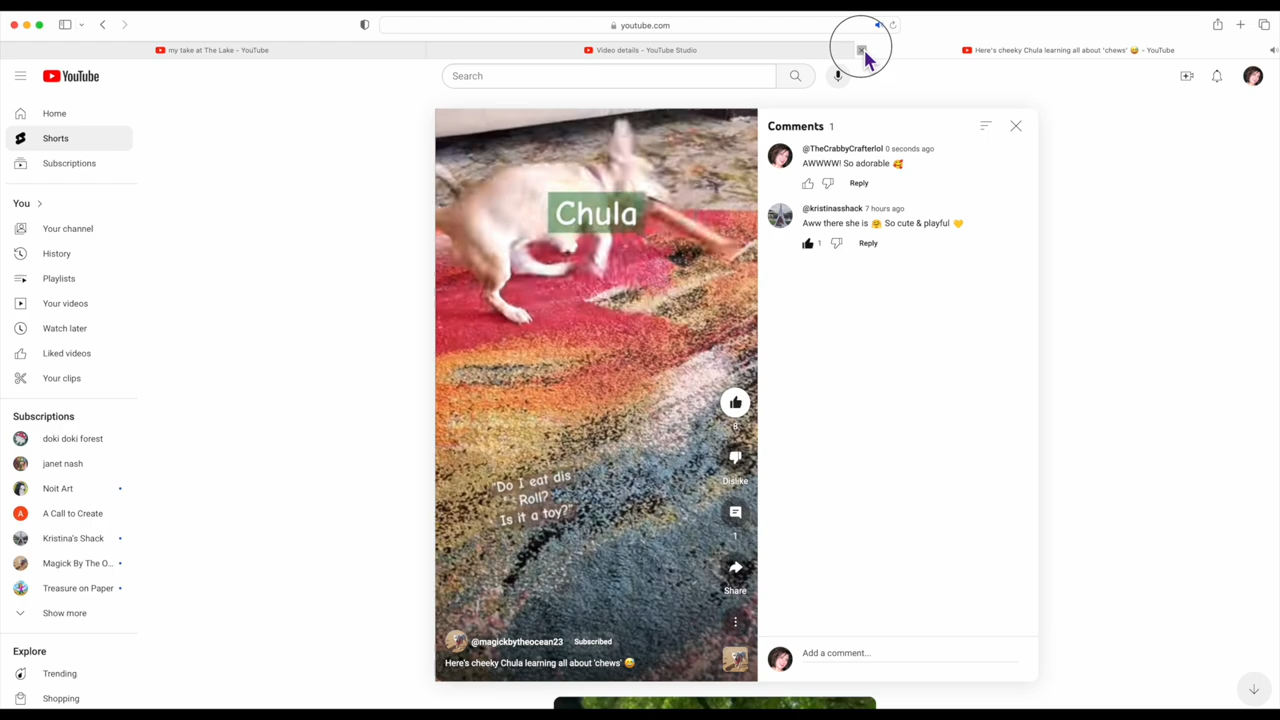 youtube.com
my take at The Lake - YouTube
Video details - YouTube Studio
Here's cheeky Chula learning all about 'chews' 😅 - YouTube
YouTube
Search
Home
Shorts
Subscriptions
You
Your channel
History
Playlists
Your videos
Watch later
Liked videos
Your clips
Subscriptions
doki doki forest
janet nash
Noit Art
A Call to Create
Kristina's Shack
Magick By The O...
Treasure on Paper
Show more
Explore
Trending
Shopping
Chula
"Do I eat dis
Roll?
Is it a toy?"
8
Dislike
1
Share
@magickbytheocean23 Subscribed
Here's cheeky Chula learning all about 'chews' 😅
Comments 1
@TheCrabbyCrafterlol 0 seconds ago
AWWWW! So adorable 🥰
Reply
@kristinasshack 7 hours ago
Aww there she is 🤗 So cute & playful 💛
1 Reply
Add a comment...